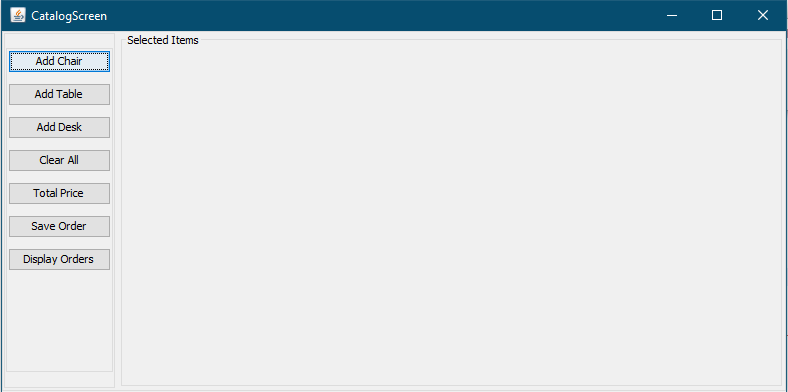 CatalogScreen
Selected Items
Add Chair
Add Table
Add Desk
Clear All
Total Price
Save Order
Display Orders